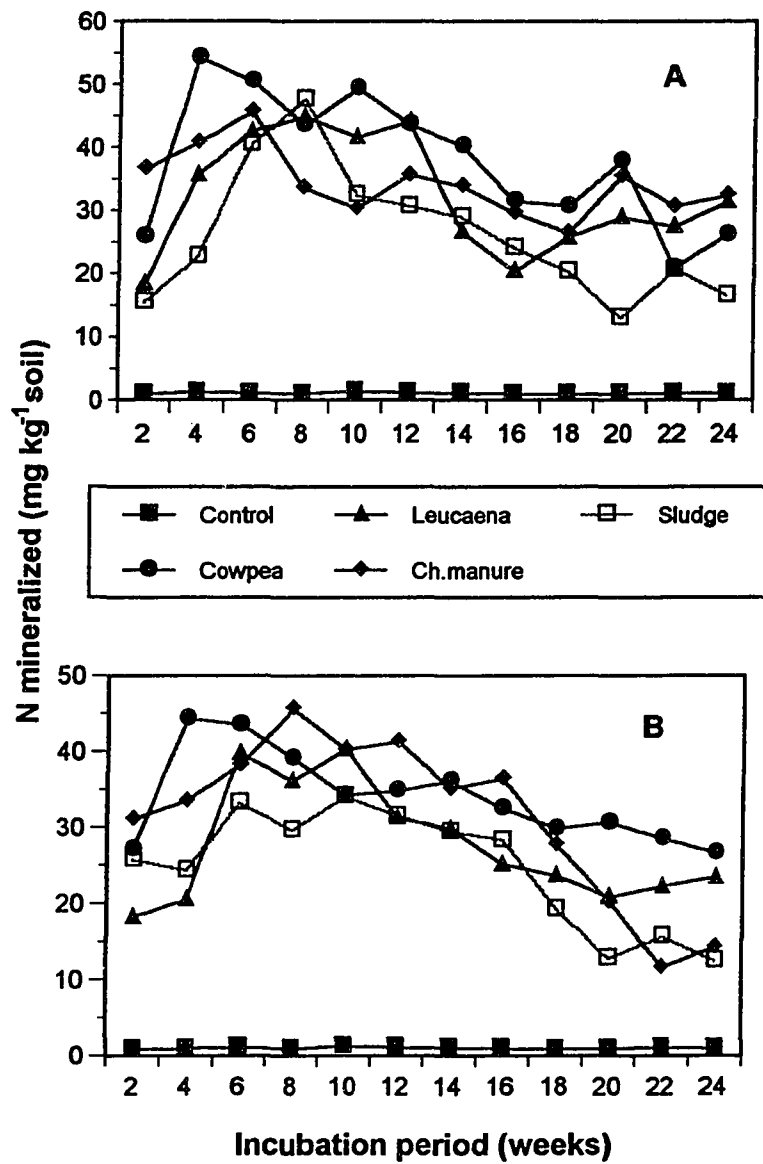 60
50
40
30
20
10
0
A
2 4 6 8 10 12 14 16 18 20 22 24
N mineralized (mg kg⁻¹ soil)
Control Leucaena Sludge
Cowpea Ch.manure
50
40
30
20
10
0
B
2 4 6 8 10 12 14 16 18 20 22 24
Incubation period (weeks)